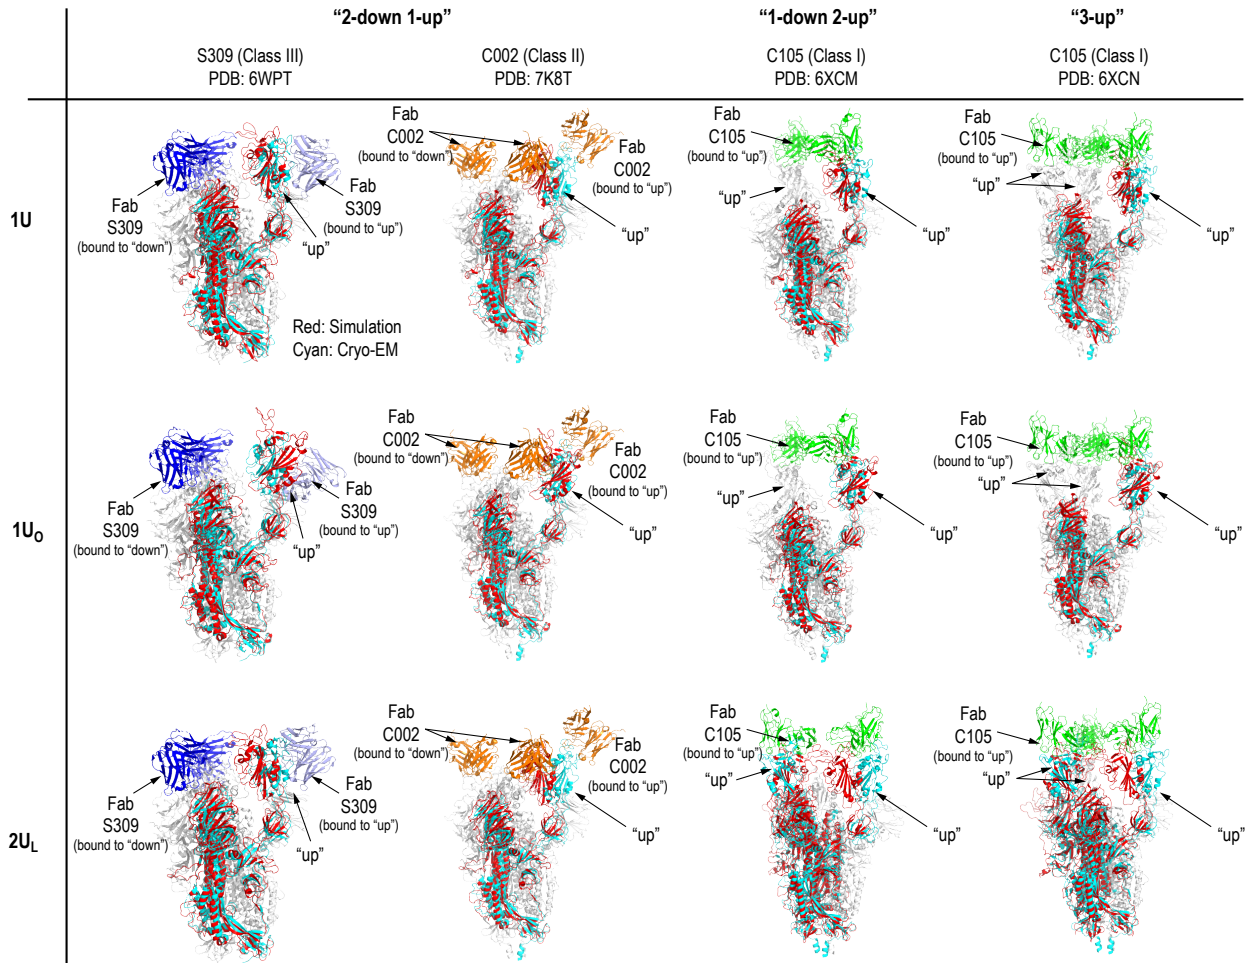 “2-down 1-up”
“1-down 2-up”
“3-up”
S309 (Class III)
PDB: 6WPT
C002 (Class II)
PDB: 7K8T
C105 (Class I)
PDB: 6XCM
C105 (Class I)
PDB: 6XCN
1U
Fab
S309
(bound to “down”)
Fab
S309
(bound to “up”)
“up”
Red: Simulation
Cyan: Cryo-EM
Fab
C002
(bound to “down”)
Fab
C002
(bound to “up”)
“up”
Fab
C105
(bound to “up”)
“up”
“up”
Fab
C105
(bound to “up”)
“up”
“up”
1U_O
Fab
S309
(bound to “down”)
Fab
S309
(bound to “up”)
“up”
Fab
C002
(bound to “down”)
Fab
C002
(bound to “up”)
“up”
Fab
C105
(bound to “up”)
“up”
“up”
Fab
C105
(bound to “up”)
“up”
“up”
2U_L
Fab
S309
(bound to “down”)
Fab
S309
(bound to “up”)
“up”
Fab
C002
(bound to “down”)
Fab
C002
(bound to “up”)
“up”
Fab
C105
(bound to “up”)
“up”
“up”
Fab
C105
(bound to “up”)
“up”
“up”